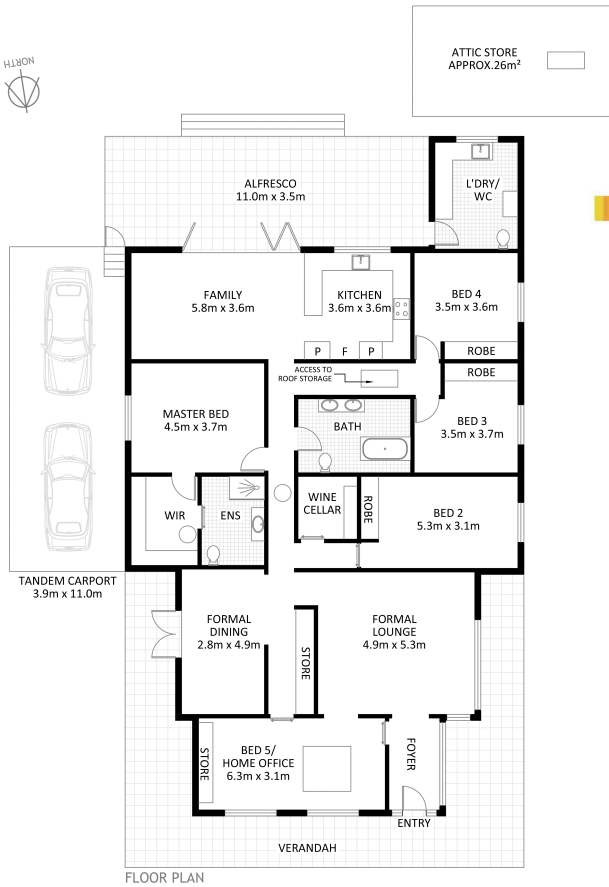 ATTIC STORE
APPROX.26m²
NORTH
ALFRESCO
11.0m x 3.5m
L'DRY/
WC
FAMILY
5.8m x 3.6m
KITCHEN
3.6m x 3.6m
BED 4
3.5m x 3.6m
P F P
ROBE
ACCESS TO
ROOF STORAGE
ROBE
MASTER BED
4.5m x 3.7m
BATH
BED 3
3.5m x 3.7m
WIR
ENS
WINE
CELLAR
ROBE
BED 2
5.3m x 3.1m
TANDEM CARPORT
3.9m x 11.0m
FORMAL
DINING
2.8m x 4.9m
STORE
FORMAL
LOUNGE
4.9m x 5.3m
STORE
BED 5/
HOME OFFICE
6.3m x 3.1m
FOYER
ENTRY
VERANDAH
FLOOR PLAN